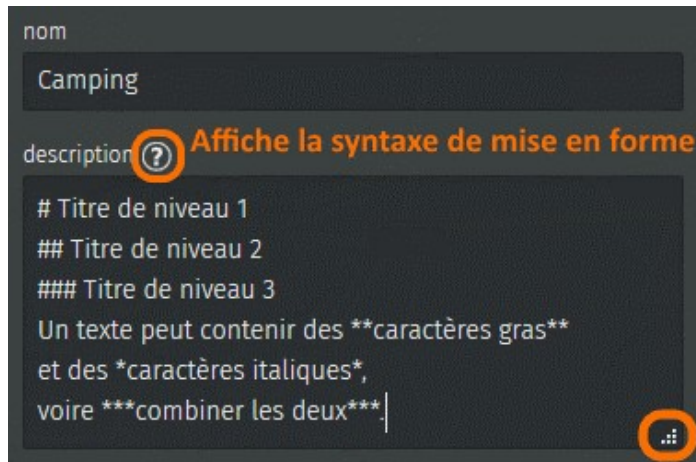 nom
Camping
description ? Affiche la syntaxe de mise en forme
# Titre de niveau 1
## Titre de niveau 2
### Titre de niveau 3
Un texte peut contenir des **caractères gras**
et des *caractères italiques*,
voire ***combiner les deux***.